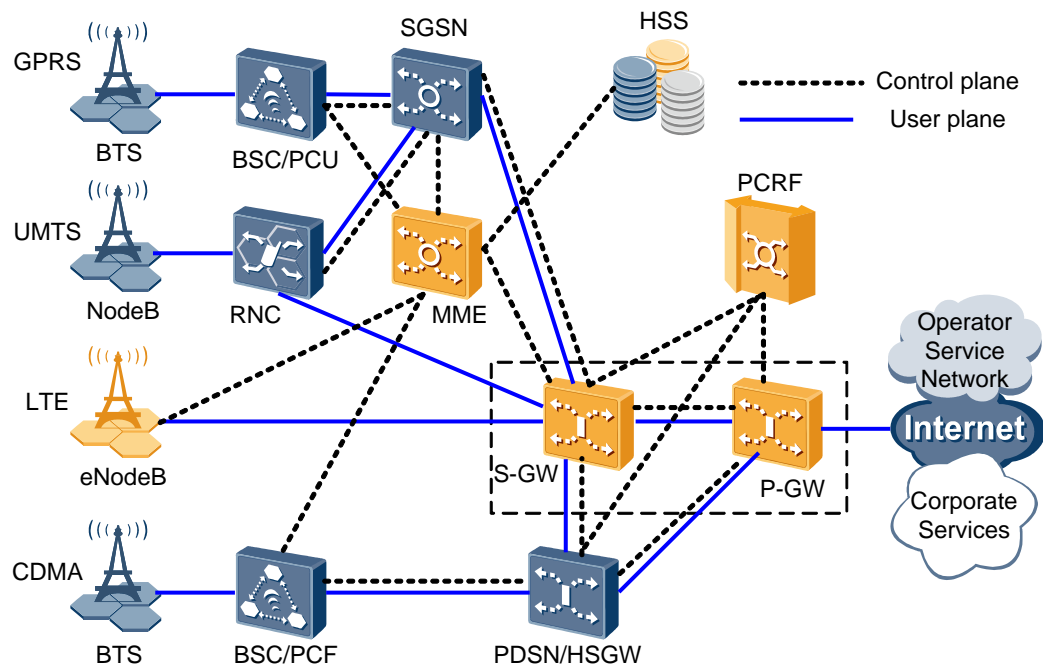 SGSN
HSS
GPRS
Control plane
User plane
BTS
BSC/PCU
PCRF
UMTS
NodeB
RNC
MME
Operator
Service
Network
LTE
Internet
eNodeB
S-GW
P-GW
Corporate
Services
CDMA
BTS
BSC/PCF
PDSN/HSGW